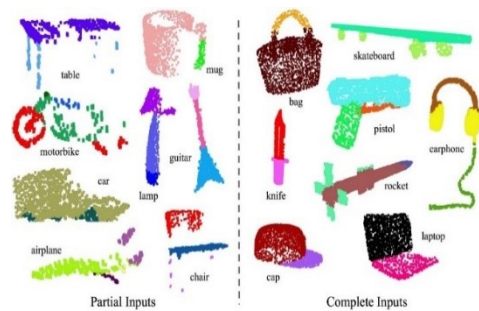 table
mug
motorbike
guitar
car
lamp
airplane
chair
Partial Inputs
skateboard
bag
pistol
earphone
knife
rocket
laptop
cap
Complete Inputs